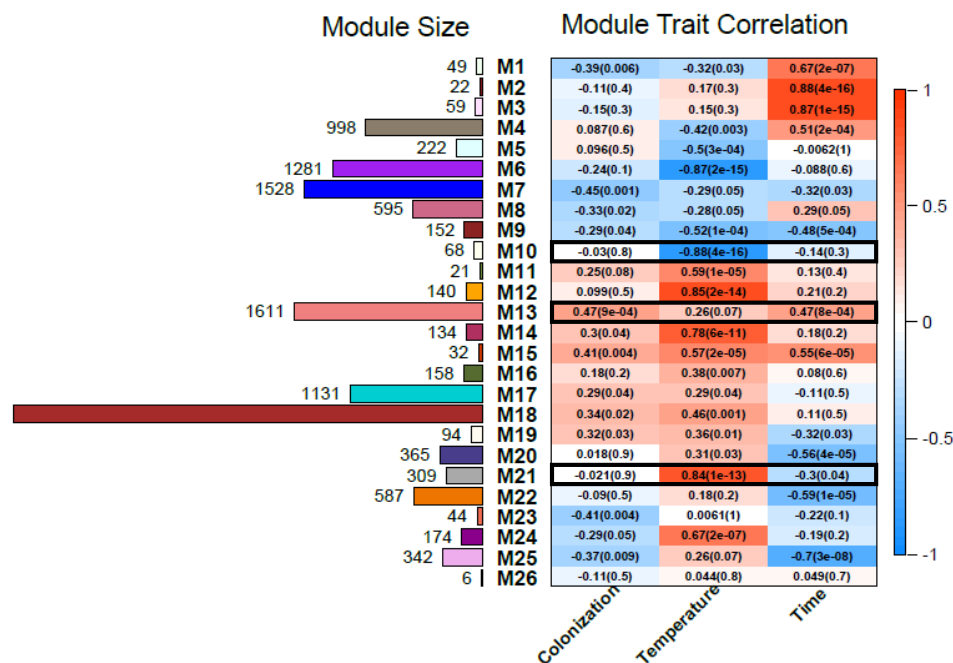 Module Size Module Trait Correlation
49 M1 -0.39(0.006) -0.32(0.03) 0.67(2e-07)
22 M2 -0.11(0.4) 0.17(0.3) 0.88(4e-16)
59 M3 -0.15(0.3) 0.15(0.3) 0.87(1e-15)
998 M4 0.087(0.6) -0.42(0.003) 0.51(2e-04)
222 M5 0.096(0.5) -0.5(3e-04) -0.0062(1)
1281 M6 -0.24(0.1) -0.87(2e-15) -0.088(0.6)
1528 M7 -0.45(0.001) -0.29(0.05) -0.32(0.03)
595 M8 -0.33(0.02) -0.28(0.05) 0.29(0.05)
152 M9 -0.29(0.04) -0.52(1e-04) -0.48(5e-04)
68 M10 -0.03(0.8) -0.88(4e-16) -0.14(0.3)
21 M11 0.25(0.08) 0.59(1e-05) 0.13(0.4)
140 M12 0.099(0.5) 0.85(2e-14) 0.21(0.2)
1611 M13 0.47(9e-04) 0.26(0.07) 0.47(8e-04)
134 M14 0.3(0.04) 0.78(6e-11) 0.18(0.2)
32 M15 0.41(0.004) 0.57(2e-05) 0.55(6e-05)
158 M16 0.18(0.2) 0.38(0.007) 0.08(0.6)
1131 M17 0.29(0.04) 0.29(0.04) -0.11(0.5)
M18 0.34(0.02) 0.46(0.001) 0.11(0.5)
94 M19 0.32(0.03) 0.36(0.01) -0.32(0.03)
365 M20 0.018(0.9) 0.31(0.03) -0.56(4e-05)
309 M21 -0.021(0.9) 0.84(1e-13) -0.3(0.04)
587 M22 -0.09(0.5) 0.18(0.2) -0.59(1e-05)
44 M23 -0.41(0.004) 0.0061(1) -0.22(0.1)
174 M24 -0.29(0.05) 0.67(2e-07) -0.19(0.2)
342 M25 -0.37(0.009) 0.26(0.07) -0.7(3e-08)
6 M26 -0.11(0.5) 0.044(0.8) 0.049(0.7)
Colonization Temperature Time
1
0.5
0
-0.5
-1